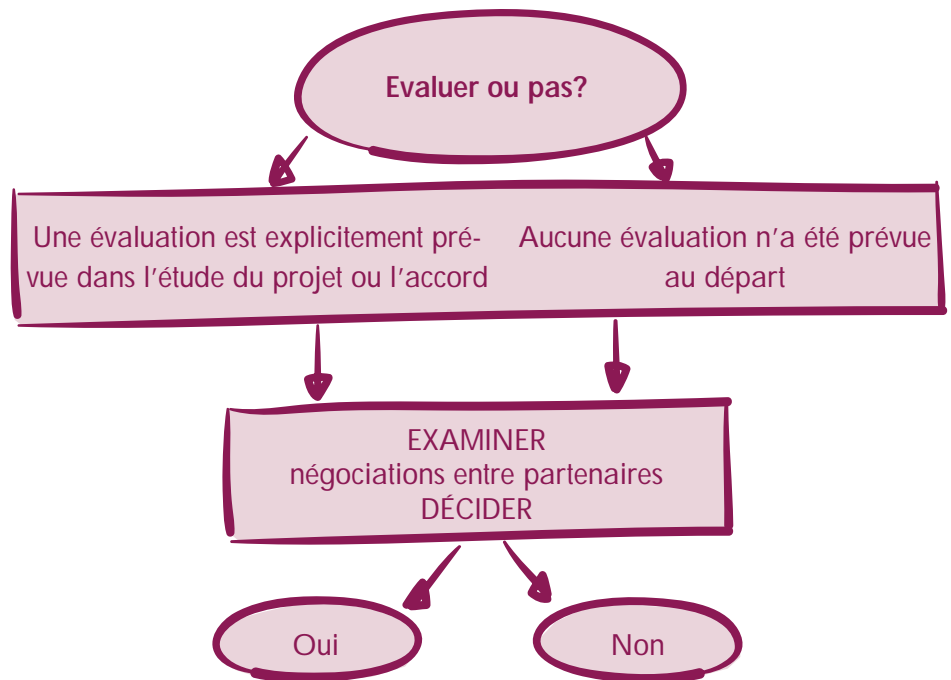 Evaluer ou pas?
Une évaluation est explicitement pré-
vue dans l'étude du projet ou l'accord
Aucune évaluation n'a été prévue
au départ
EXAMINER
négociations entre partenaires
DÉCIDER
Oui
Non